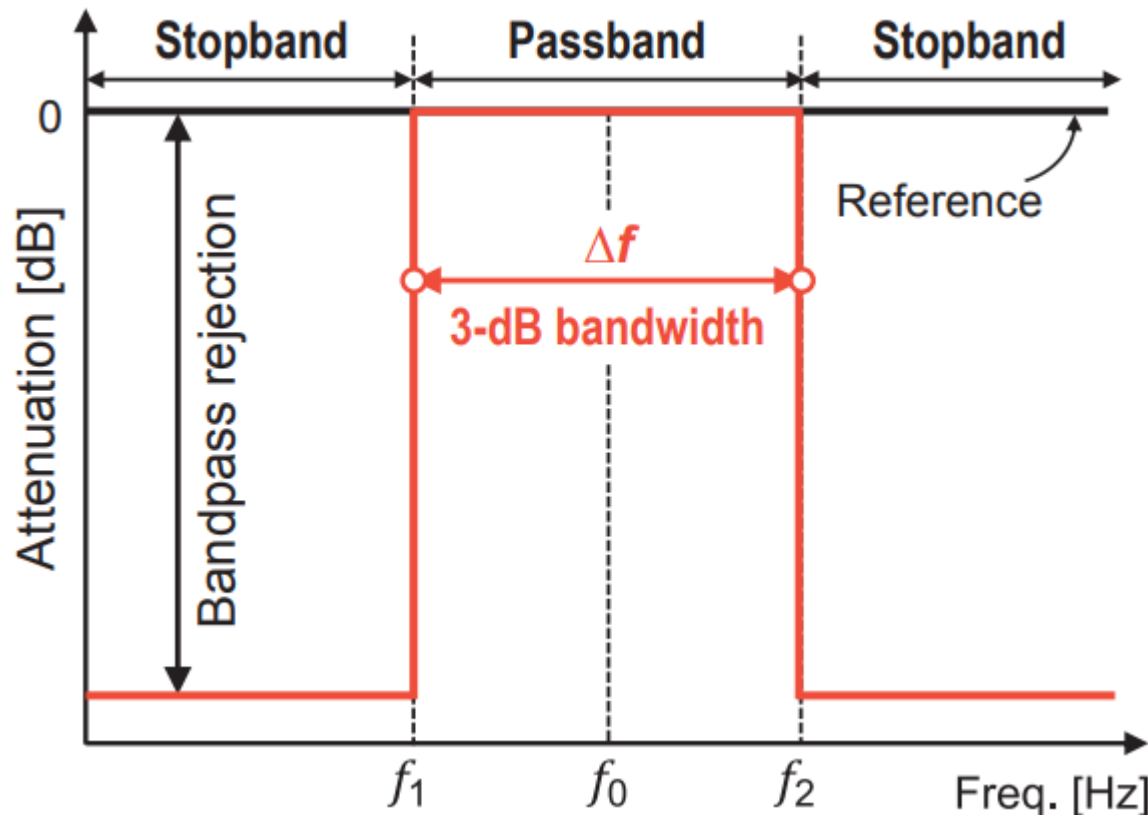 Stopband
Passband
Stopband
0
Reference
Attenuation [dB]
Bandpass rejection
Δf
3-dB bandwidth
f1
f0
f2
Freq. [Hz]